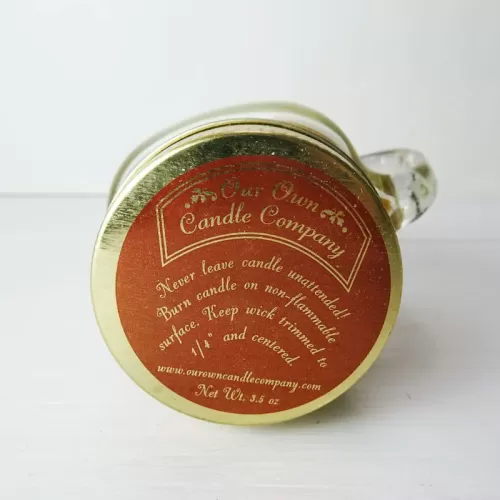 Our Own
Candle Company
Never leave candle unattended!
Burn candle on non-flammable
surface. Keep wick trimmed to
1/4" and centered.
www.ourowncandlecompany.com
Net Wt. 3.5 oz